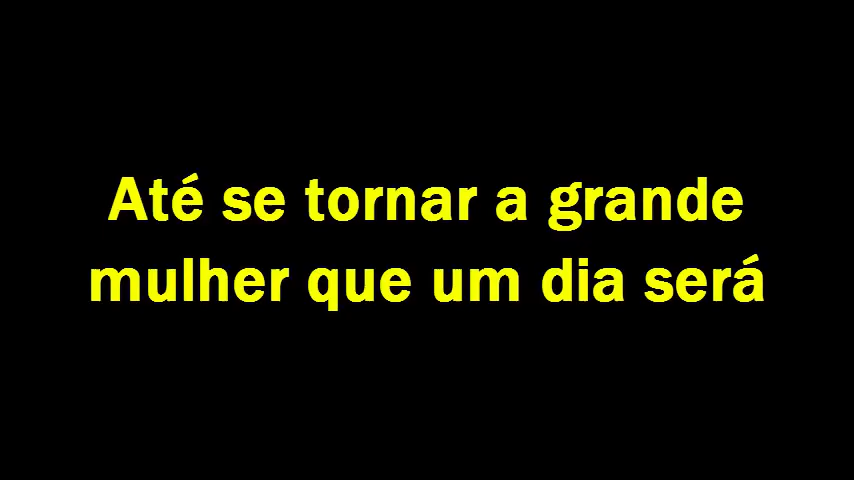 Até se tornar a grande
mulher que um dia será